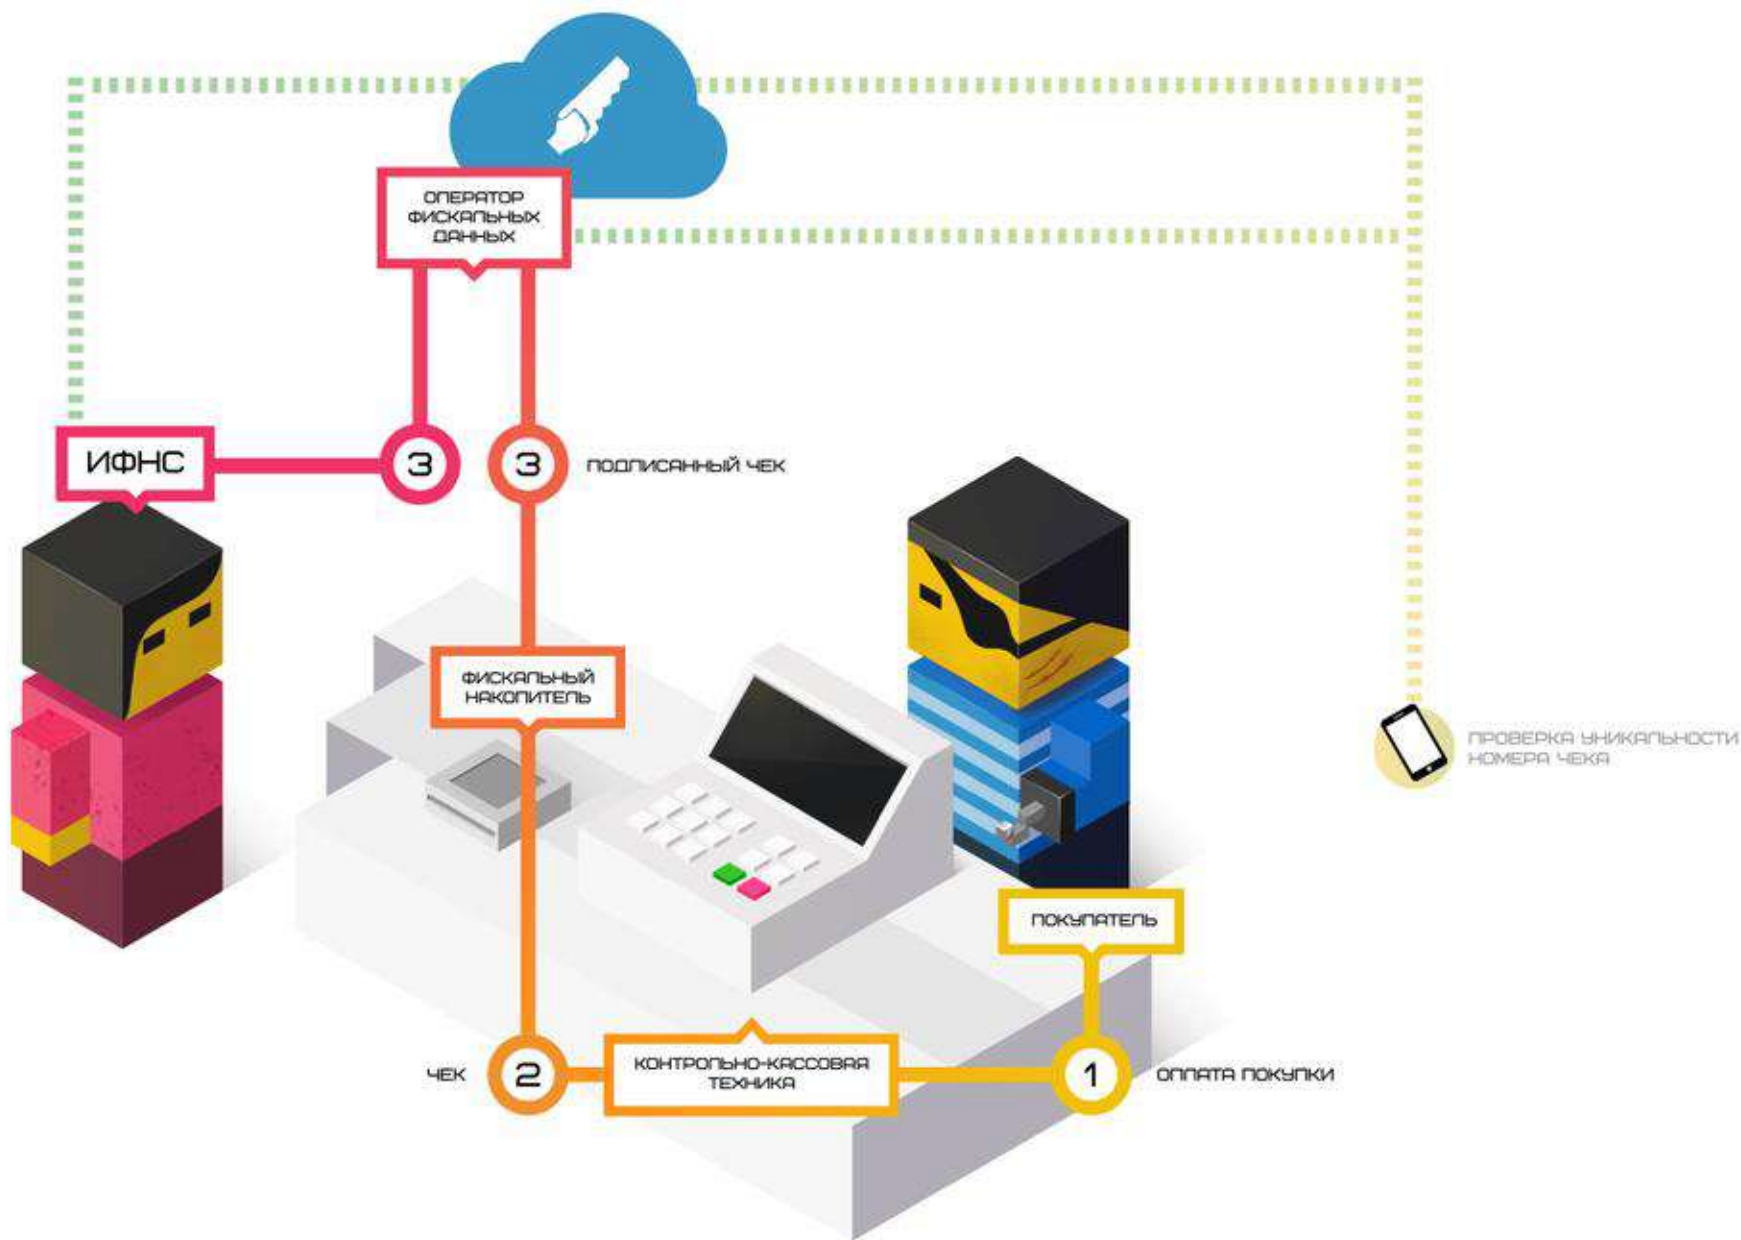 ОПЕРАТОР
ФИСКАЛЬНЫХ
ДАННЫХ
ИФНС
3
3
ПОДПИСАННЫЙ ЧЕК
ФИСКАЛЬНЫЙ
НАКОПИТЕЛЬ
ПРОВЕРКА УНИКАЛЬНОСТИ
НОМЕРА ЧЕКА
ПОКУПАТЕЛЬ
ЧЕК
2
КОНТРОЛЬНО-КАССОВАЯ
ТЕХНИКА
1
ОПЛАТА ПОКУПКИ